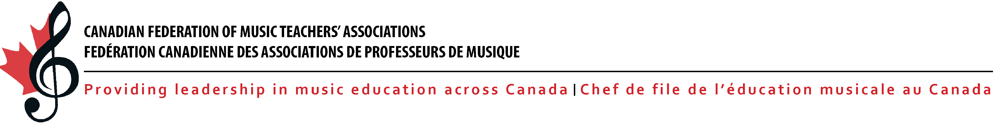 CANADIAN FEDERATION OF MUSIC TEACHERS’ ASSOCIATIONS
FEDÉRATION CANADIENNE DES ASSOCIATIONS DE PROFESSEURS DE MUSIQUE
Providing leadership in music education across Canada | Chef de file de l’éducation musicale au Canada